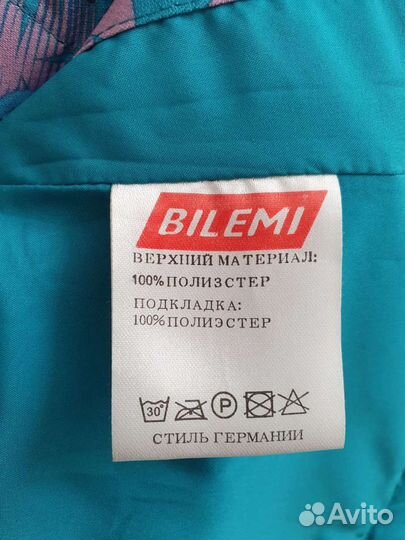 BILEMI
ВЕРХНИЙ МАТЕРИАЛ:
100%ПОЛИЗСТЕР
ПОДКЛАДКА:
100%ПОЛИЭСТЕР
30° P
СТИЛЬ ГЕРМАНИИ
Avito